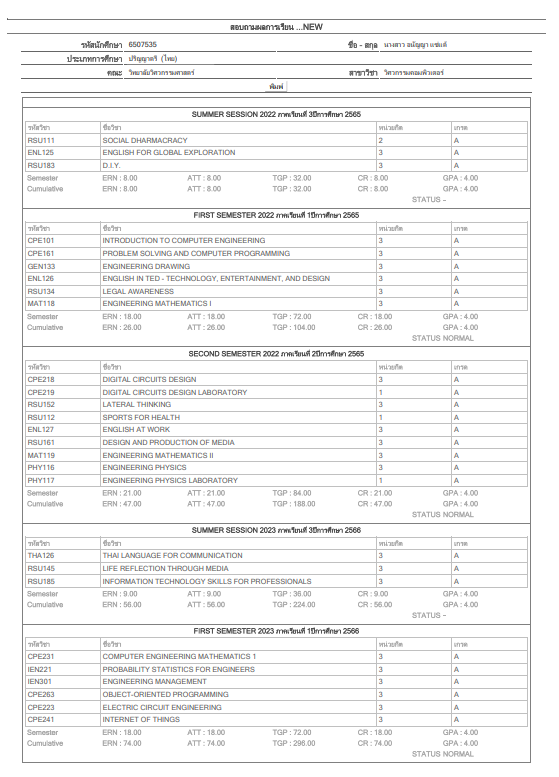 สอบถามผลการเรียน ...NEW
รหัสนักศึกษา 6507535 ชื่อ - สกุล นางสาว อนัญญา แซ่แต้
ประเภทการศึกษา ปริญญาตรี (ไทย)
คณะ วิทยาลัยวิศวกรรมศาสตร์ สาขาวิชา วิศวกรรมคอมพิวเตอร์
พิมพ์
SUMMER SESSION 2022 ภาคเรียนที่ 3ปีการศึกษา 2565
รหัสวิชา ชื่อวิชา หน่วยกิต เกรด
RSU111 SOCIAL DHARMACRACY 2 A
ENL125 ENGLISH FOR GLOBAL EXPLORATION 3 A
RSU183 D.I.Y. 3 A
Semester ERN : 8.00 ATT : 8.00 TGP : 32.00 CR : 8.00 GPA : 4.00
Cumulative ERN : 8.00 ATT : 8.00 TGP : 32.00 CR : 8.00 GPA : 4.00
STATUS -
FIRST SEMESTER 2022 ภาคเรียนที่ 1ปีการศึกษา 2565
รหัสวิชา ชื่อวิชา หน่วยกิต เกรด
CPE101 INTRODUCTION TO COMPUTER ENGINEERING 3 A
CPE161 PROBLEM SOLVING AND COMPUTER PROGRAMMING 3 A
GEN133 ENGINEERING DRAWING 3 A
ENL126 ENGLISH IN TED - TECHNOLOGY, ENTERTAINMENT, AND DESIGN 3 A
RSU134 LEGAL AWARENESS 3 A
MAT118 ENGINEERING MATHEMATICS I 3 A
Semester ERN : 18.00 ATT : 18.00 TGP : 72.00 CR : 18.00 GPA : 4.00
Cumulative ERN : 26.00 ATT : 26.00 TGP : 104.00 CR : 26.00 GPA : 4.00
STATUS NORMAL
SECOND SEMESTER 2022 ภาคเรียนที่ 2ปีการศึกษา 2565
รหัสวิชา ชื่อวิชา หน่วยกิต เกรด
CPE218 DIGITAL CIRCUITS DESIGN 3 A
CPE219 DIGITAL CIRCUITS DESIGN LABORATORY 1 A
RSU152 LATERAL THINKING 3 A
RSU112 SPORTS FOR HEALTH 1 A
ENL127 ENGLISH AT WORK 3 A
RSU161 DESIGN AND PRODUCTION OF MEDIA 3 A
MAT119 ENGINEERING MATHEMATICS II 3 A
PHY116 ENGINEERING PHYSICS 3 A
PHY117 ENGINEERING PHYSICS LABORATORY 1 A
Semester ERN : 21.00 ATT : 21.00 TGP : 84.00 CR : 21.00 GPA : 4.00
Cumulative ERN : 47.00 ATT : 47.00 TGP : 188.00 CR : 47.00 GPA : 4.00
STATUS NORMAL
SUMMER SESSION 2023 ภาคเรียนที่ 3ปีการศึกษา 2566
รหัสวิชา ชื่อวิชา หน่วยกิต เกรด
THA126 THAI LANGUAGE FOR COMMUNICATION 3 A
RSU145 LIFE REFLECTION THROUGH MEDIA 3 A
RSU185 INFORMATION TECHNOLOGY SKILLS FOR PROFESSIONALS 3 A
Semester ERN : 9.00 ATT : 9.00 TGP : 36.00 CR : 9.00 GPA : 4.00
Cumulative ERN : 56.00 ATT : 56.00 TGP : 224.00 CR : 56.00 GPA : 4.00
STATUS -
FIRST SEMESTER 2023 ภาคเรียนที่ 1ปีการศึกษา 2566
รหัสวิชา ชื่อวิชา หน่วยกิต เกรด
CPE231 COMPUTER ENGINEERING MATHEMATICS 1 3 A
IEN221 PROBABILITY STATISTICS FOR ENGINEERS 3 A
IEN301 ENGINEERING MANAGEMENT 3 A
CPE263 OBJECT-ORIENTED PROGRAMMING 3 A
CPE223 ELECTRIC CIRCUIT ENGINEERING 3 A
CPE241 INTERNET OF THINGS 3 A
Semester ERN : 18.00 ATT : 18.00 TGP : 72.00 CR : 18.00 GPA : 4.00
Cumulative ERN : 74.00 ATT : 74.00 TGP : 296.00 CR : 74.00 GPA : 4.00
STATUS NORMAL